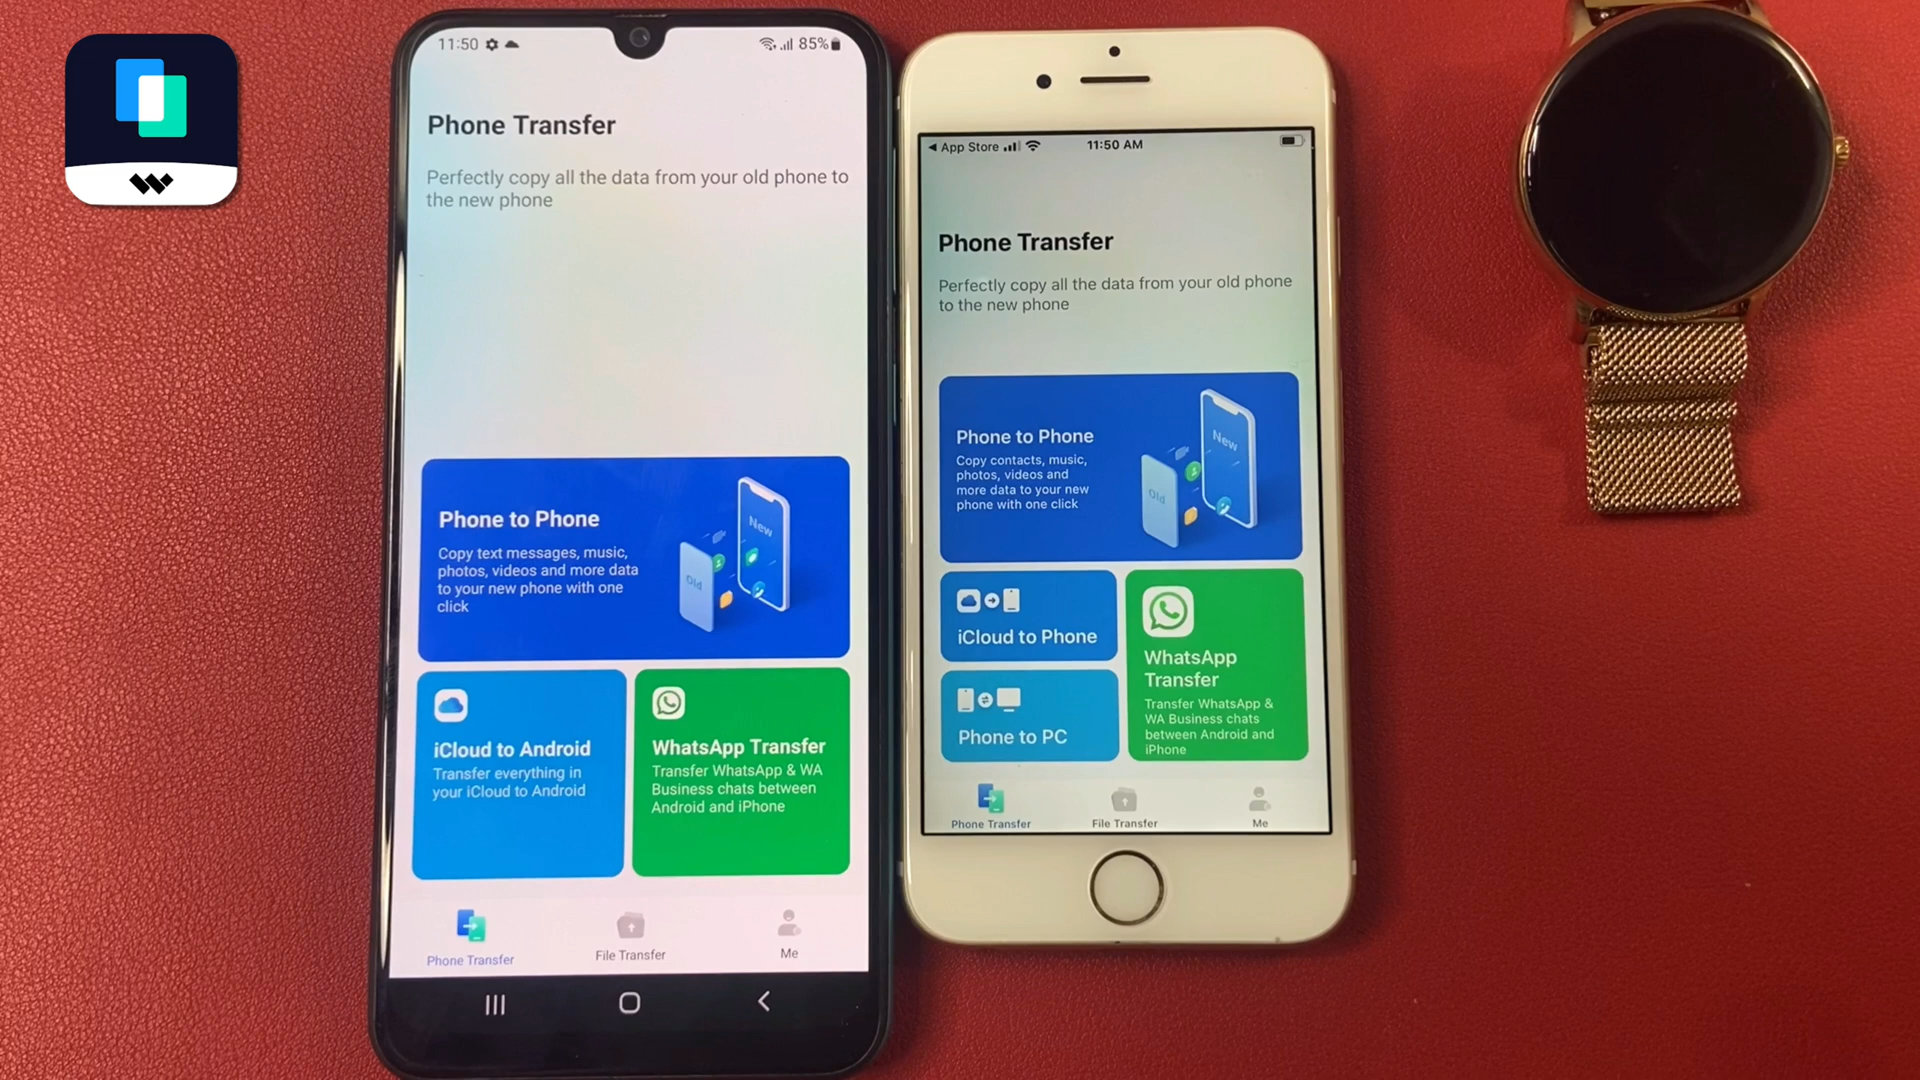 11:50
85%
Phone Transfer
Perfectly copy all the data from your old phone to
the new phone
Phone to Phone
Copy text messages, music,
photos, videos and more data
to your new phone with one
click
Old
New
iCloud to Android
Transfer everything in
your iCloud to Android
WhatsApp Transfer
Transfer WhatsApp & WA
Business chats between
Android and iPhone
Phone Transfer
File Transfer
Me
App Store
11:50 AM
Phone Transfer
Perfectly copy all the data from your old phone
to the new phone
Phone to Phone
Copy contacts, music,
photos, videos and
more data to your new
phone with one click
Old
New
iCloud to Phone
Phone to PC
WhatsApp
Transfer
Transfer WhatsApp &
WA Business chats
between Android and
iPhone
Phone Transfer
File Transfer
Me